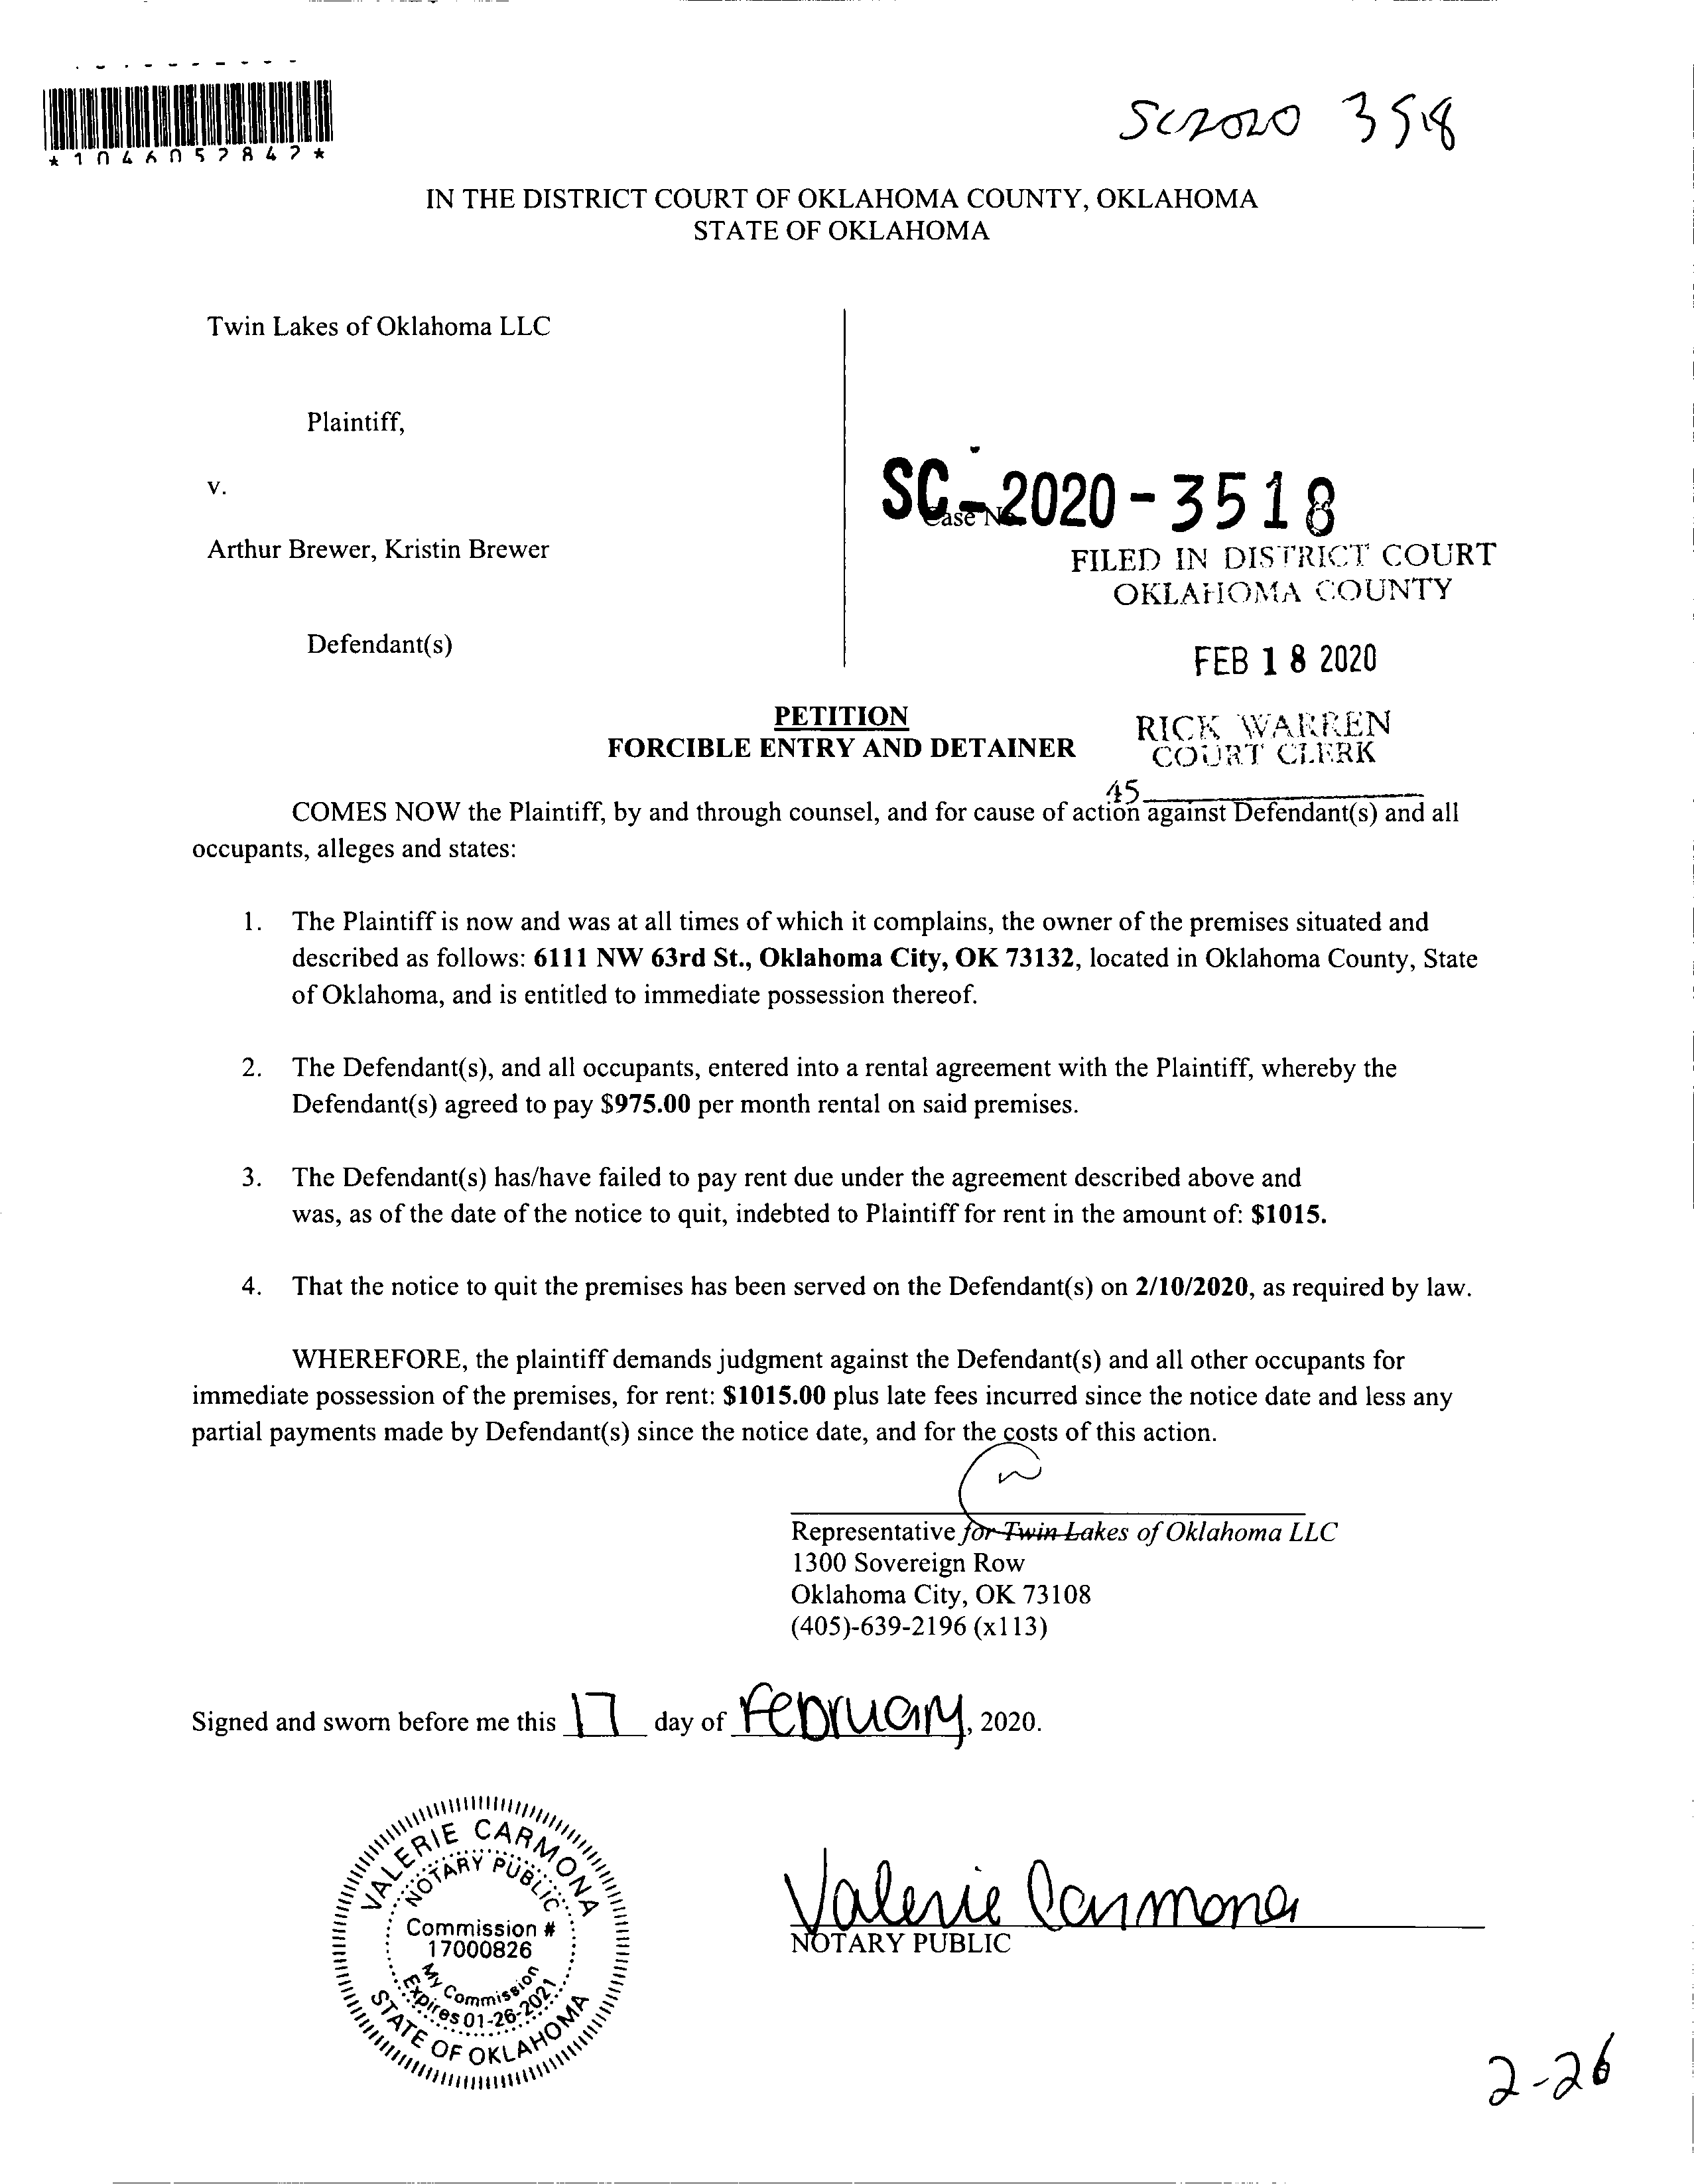 *1046052842*
SC2020 3518
IN THE DISTRICT COURT OF OKLAHOMA COUNTY, OKLAHOMA
STATE OF OKLAHOMA
Twin Lakes of Oklahoma LLC
Plaintiff,
v.
Arthur Brewer, Kristin Brewer
Defendant(s)
SC-2020-3518
Case No.
FILED IN DISTRICT COURT
OKLAHOMA COUNTY
FEB 18 2020
RICK WARREN
COURT CLERK
45
PETITION
FORCIBLE ENTRY AND DETAINER
COMES NOW the Plaintiff, by and through counsel, and for cause of action against Defendant(s) and all
occupants, alleges and states:
1. The Plaintiff is now and was at all times of which it complains, the owner of the premises situated and
described as follows: 6111 NW 63rd St., Oklahoma City, OK 73132, located in Oklahoma County, State
of Oklahoma, and is entitled to immediate possession thereof.
2. The Defendant(s), and all occupants, entered into a rental agreement with the Plaintiff, whereby the
Defendant(s) agreed to pay $975.00 per month rental on said premises.
3. The Defendant(s) has/have failed to pay rent due under the agreement described above and
was, as of the date of the notice to quit, indebted to Plaintiff for rent in the amount of: $1015.
4. That the notice to quit the premises has been served on the Defendant(s) on 2/10/2020, as required by law.
WHEREFORE, the plaintiff demands judgment against the Defendant(s) and all other occupants for
immediate possession of the premises, for rent: $1015.00 plus late fees incurred since the notice date and less any
partial payments made by Defendant(s) since the notice date, and for the costs of this action.
Representative for Twin Lakes of Oklahoma LLC
1300 Sovereign Row
Oklahoma City, OK 73108
(405)-639-2196 (x113)
Signed and sworn before me this 17 day of February, 2020.
VALERIE CARMONA
NOTARY PUBLIC
Commission #
17000826
My Commission
Expires 01-26-2021
STATE OF OKLAHOMA
Valerie Carmona
NOTARY PUBLIC
2-26